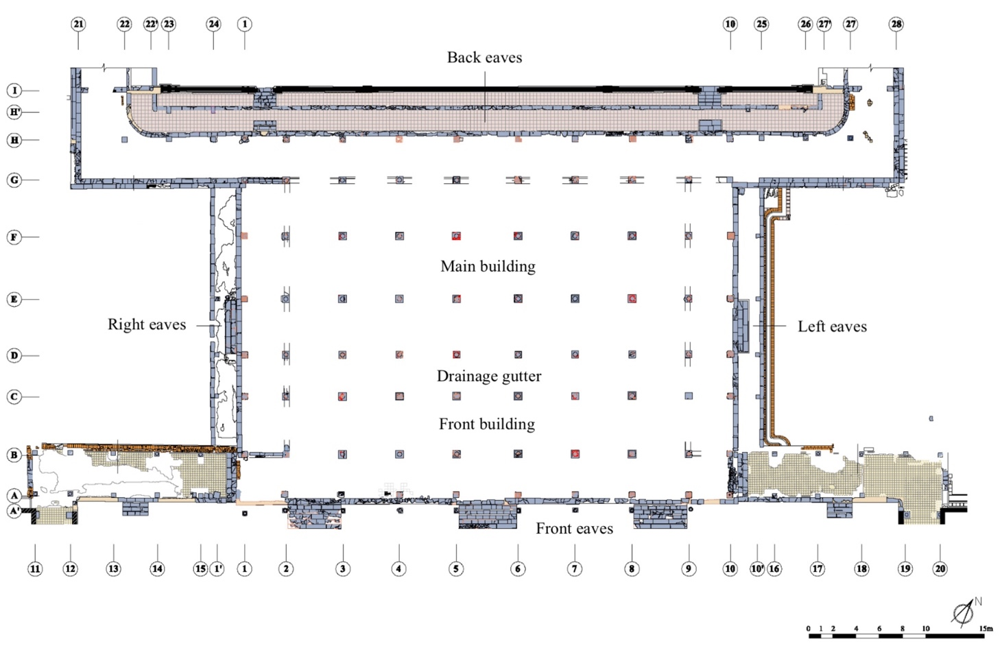 21 22 22' 23 24 1 10 25 26 27' 27 28
Back eaves
I
H'
H
G
F
Main building
E
Right eaves
Left eaves
D
Drainage gutter
C
Front building
B
A
A'
Front eaves
11 12 13 14 15 1' 1 2 3 4 5 6 7 8 9 10 10' 16 17 18 19 20
N
0 1 2 4 6 8 10 15m